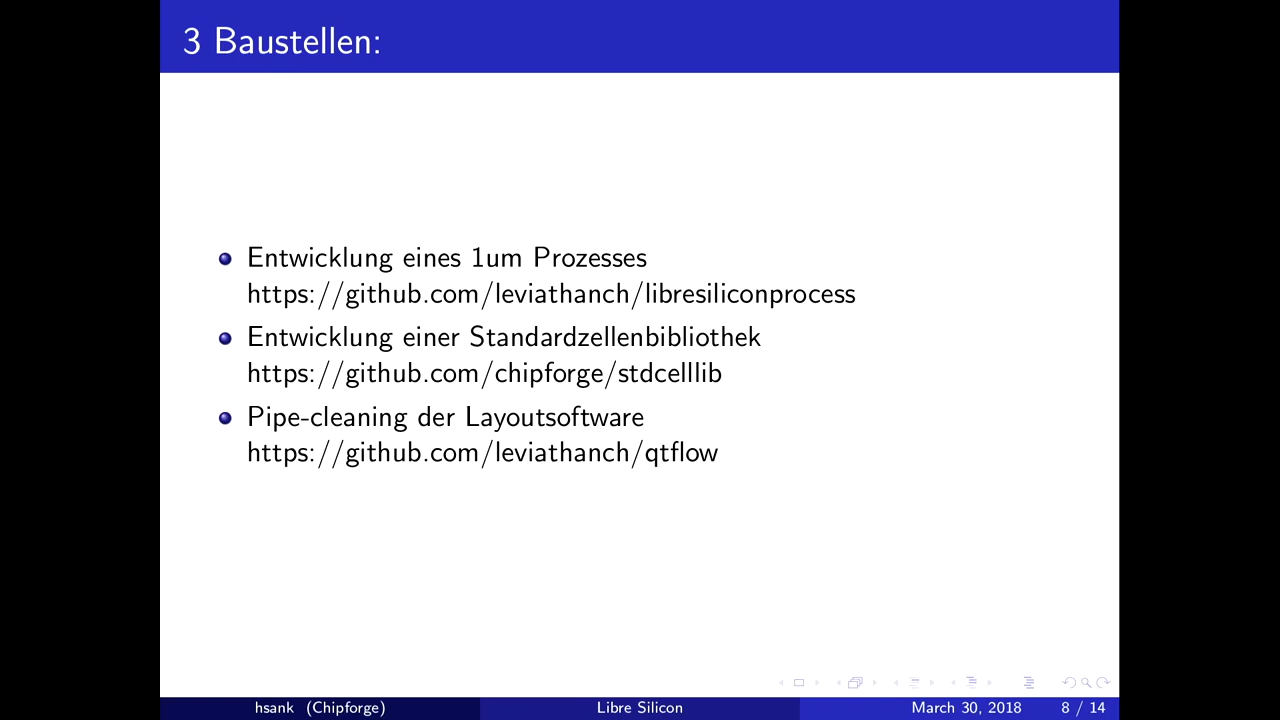 3 Baustellen:
Entwicklung eines 1um Prozesses
https://github.com/leviathanch/libresiliconprocess
Entwicklung einer Standardzellenbibliothek
https://github.com/chipforge/stdcelllib
Pipe-cleaning der Layoutsoftware
https://github.com/leviathanch/qtflow
hsank (Chipforge) Libre Silicon March 30, 2018 8 / 14